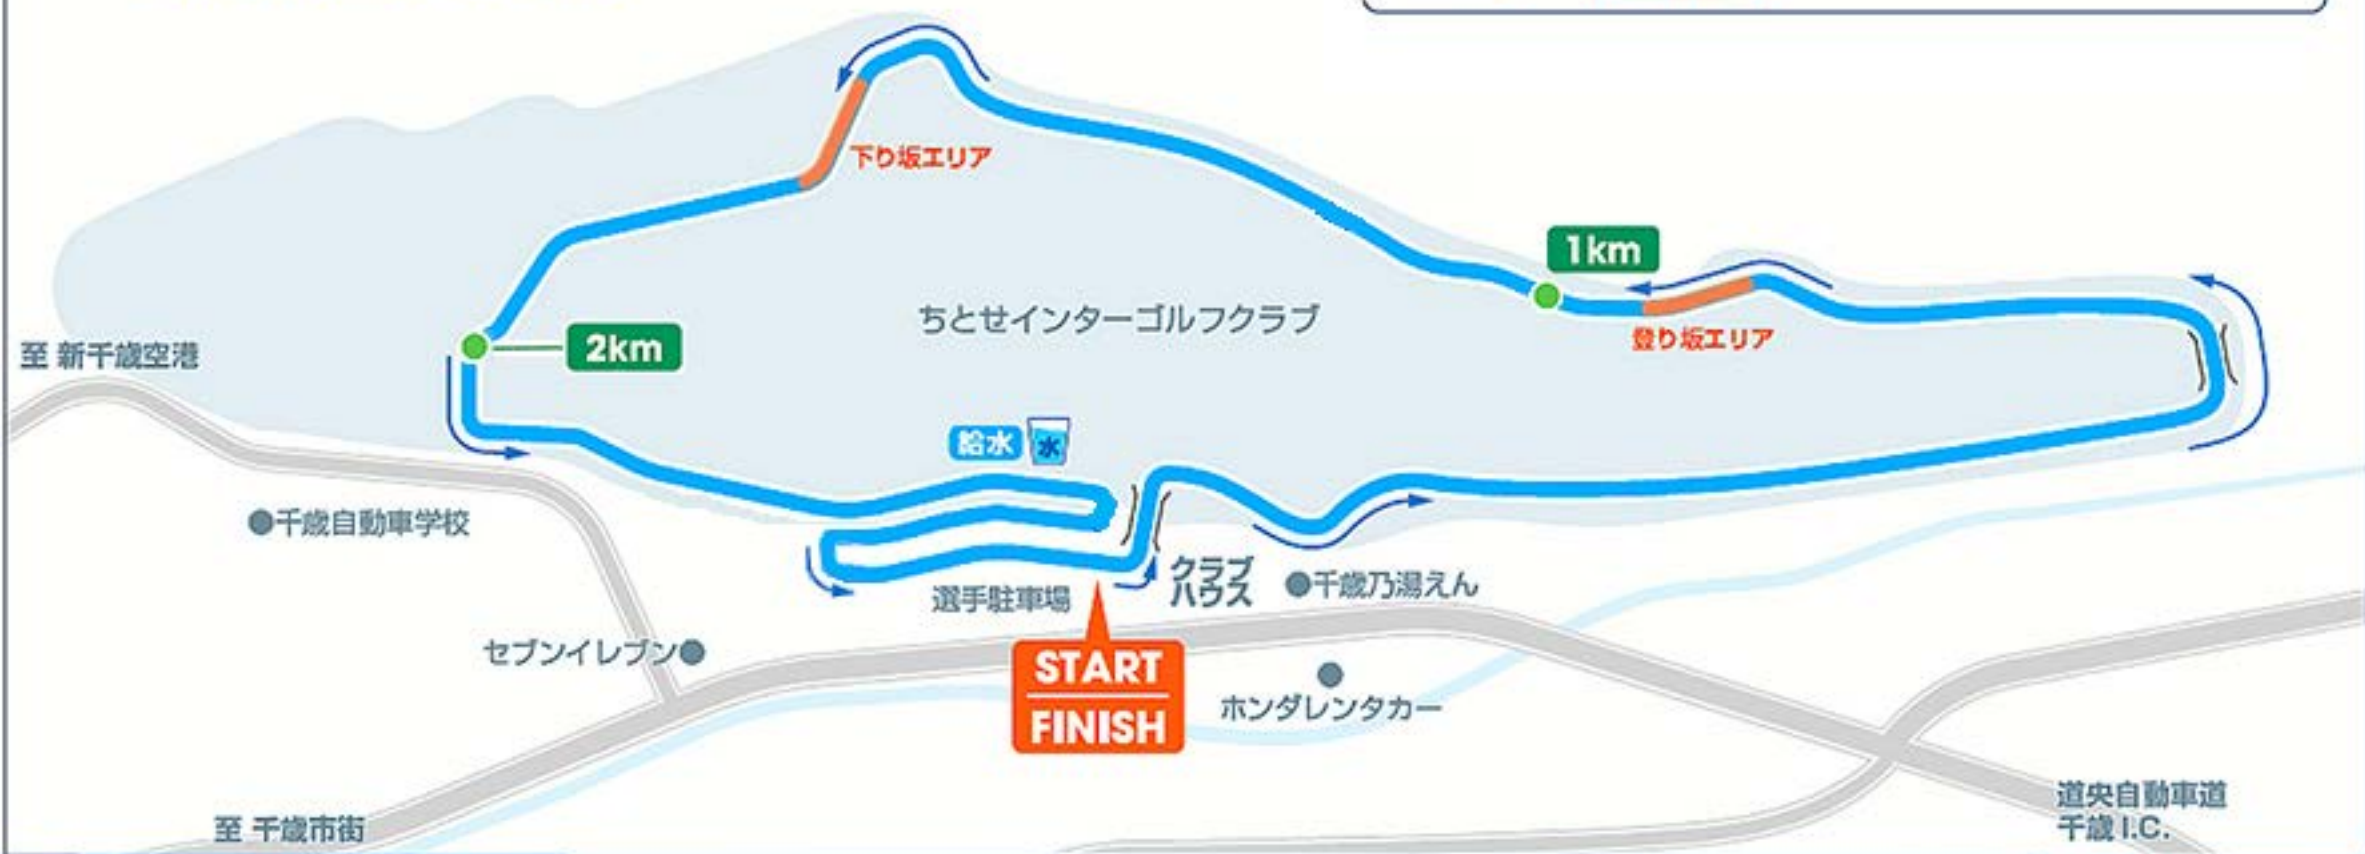 下り坂エリア
1km
登り坂エリア
ちとせインターゴルフクラブ
2km
至 新千歳空港
給水
水
千歳自動車学校
クラブ
ハウス
千歳乃湯えん
選手駐車場
セブンイレブン
START
FINISH
ホンダレンタカー
至 千歳市街
道央自動車道
千歳 I.C.